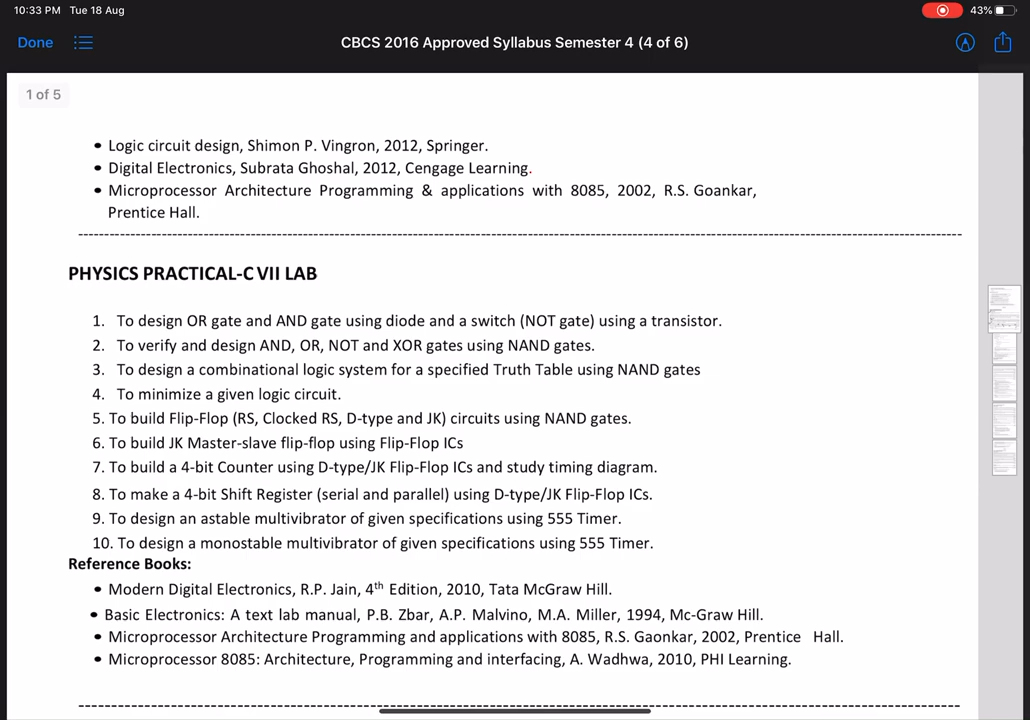 10:33 PM Tue 18 Aug
43%
Done
CBCS 2016 Approved Syllabus Semester 4 (4 of 6)
1 of 5
• Logic circuit design, Shimon P. Vingron, 2012, Springer.
• Digital Electronics, Subrata Ghoshal, 2012, Cengage Learning.
• Microprocessor Architecture Programming & applications with 8085, 2002, R.S. Goankar,
Prentice Hall.
PHYSICS PRACTICAL-C VII LAB
1. To design OR gate and AND gate using diode and a switch (NOT gate) using a transistor.
2. To verify and design AND, OR, NOT and XOR gates using NAND gates.
3. To design a combinational logic system for a specified Truth Table using NAND gates
4. To minimize a given logic circuit.
5. To build Flip-Flop (RS, Clocked RS, D-type and JK) circuits using NAND gates.
6. To build JK Master-slave flip-flop using Flip-Flop ICs
7. To build a 4-bit Counter using D-type/JK Flip-Flop ICs and study timing diagram.
8. To make a 4-bit Shift Register (serial and parallel) using D-type/JK Flip-Flop ICs.
9. To design an astable multivibrator of given specifications using 555 Timer.
10. To design a monostable multivibrator of given specifications using 555 Timer.
Reference Books:
• Modern Digital Electronics, R.P. Jain, 4th Edition, 2010, Tata McGraw Hill.
• Basic Electronics: A text lab manual, P.B. Zbar, A.P. Malvino, M.A. Miller, 1994, Mc-Graw Hill.
• Microprocessor Architecture Programming and applications with 8085, R.S. Gaonkar, 2002, Prentice Hall.
• Microprocessor 8085: Architecture, Programming and interfacing, A. Wadhwa, 2010, PHI Learning.